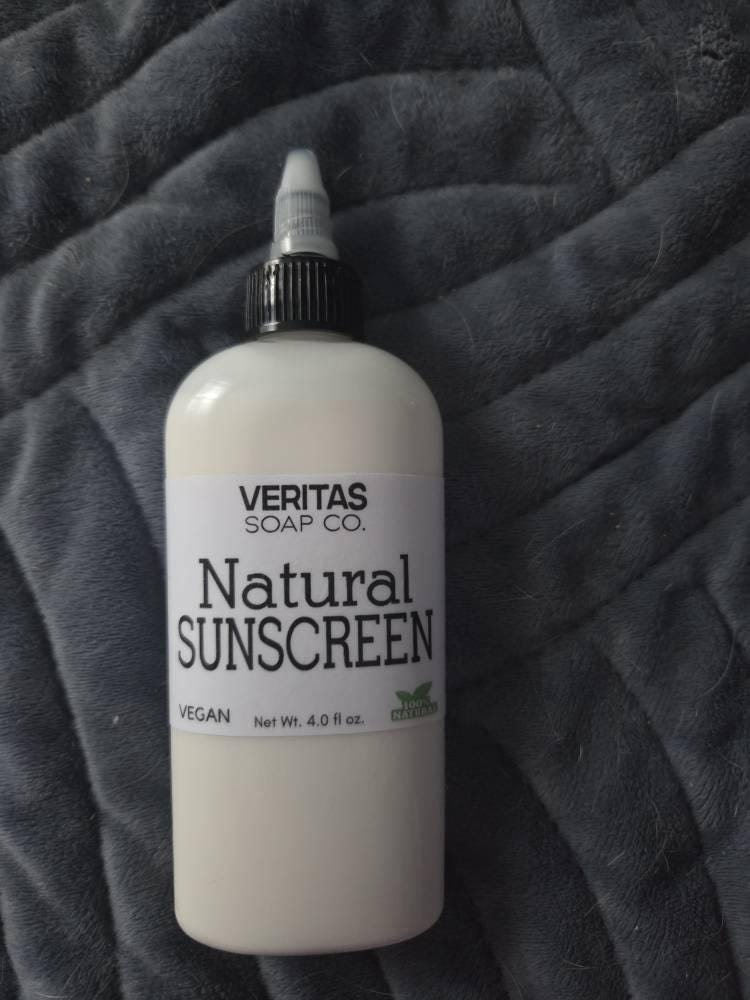 VERITAS
SOAP CO.
Natural
SUNSCREEN
VEGAN
Net Wt. 4.0 fl oz.
100%
NATURAL